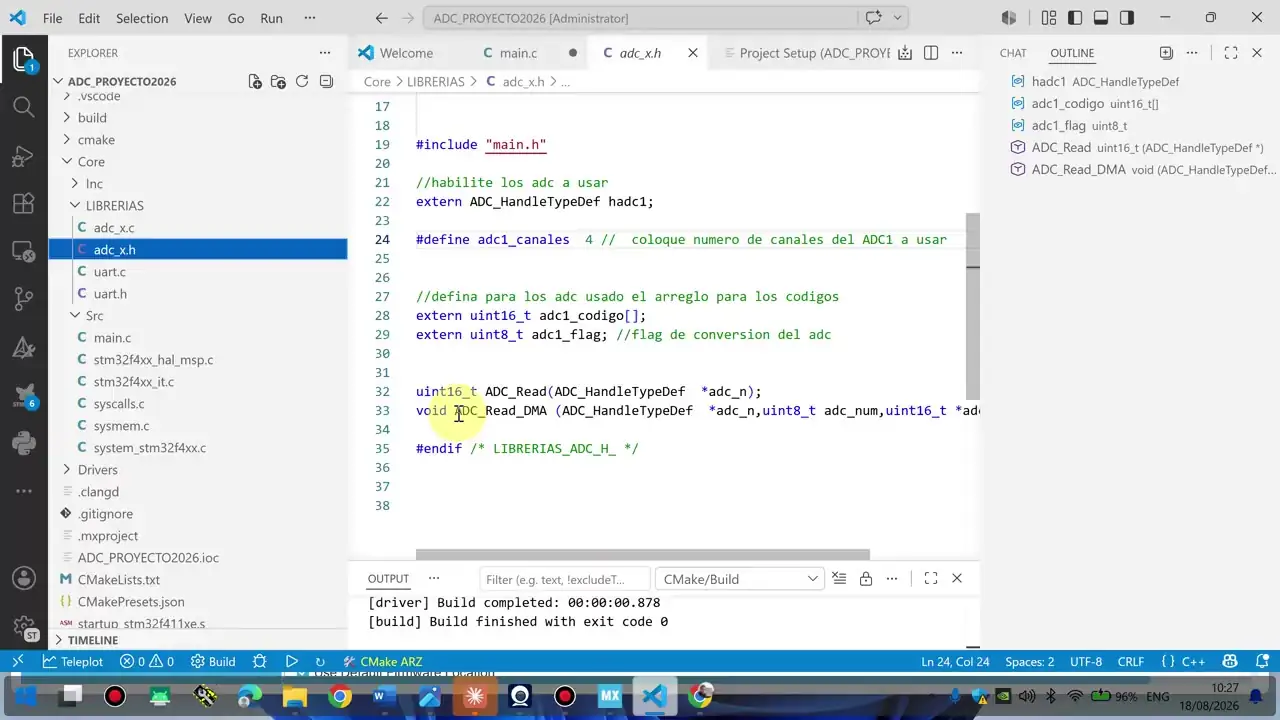 File Edit Selection View Go Run ··· ADC_PROYECTO2026 [Administrator]
EXPLORER
ADC_PROYECTO2026
.vscode
build
cmake
Core
Inc
LIBRERIAS
adc_x.c
adc_x.h
uart.c
uart.h
Src
main.c
stm32f4xx_hal_msp.c
stm32f4xx_it.c
syscalls.c
sysmem.c
system_stm32f4xx.c
Drivers
.clangd
.gitignore
.mxproject
ADC_PROYECTO2026.ioc
CMakeLists.txt
CMakePresets.json
startup_stm32f411xe.s
TIMELINE
Welcome main.c adc_x.h Project Setup (ADC_PROYE
Core > LIBRERIAS > C adc_x.h > ...
17
18
19 #include "main.h"
20
21 //habilite los adc a usar
22 extern ADC_HandleTypeDef hadc1;
23
24 #define adc1_canales 4 // coloque numero de canales del ADC1 a usar
25
26
27 //defina para los adc usado el arreglo para los codigos
28 extern uint16_t adc1_codigo[];
29 extern uint8_t adc1_flag; //flag de conversion del adc
30
31
32 uint16_t ADC_Read(ADC_HandleTypeDef *adc_n);
33 void ADC_Read_DMA (ADC_HandleTypeDef *adc_n,uint8_t adc_num,uint16_t *adc
34
35 #endif /* LIBRERIAS_ADC_H_ */
36
37
38
OUTPUT ··· Filter (e.g. text, !excludeT... CMake/Build
[driver] Build completed: 00:00:00.878
[build] Build finished with exit code 0
CHAT OUTLINE
hadc1 ADC_HandleTypeDef
adc1_codigo uint16_t[]
adc1_flag uint8_t
ADC_Read uint16_t (ADC_HandleTypeDef *)
ADC_Read_DMA void (ADC_HandleTypeDef...
Teleplot 0 0 Build CMake ARZ Ln 24, Col 24 Spaces: 2 UTF-8 CRLF {} C++
96% ENG 10:27
18/08/2026